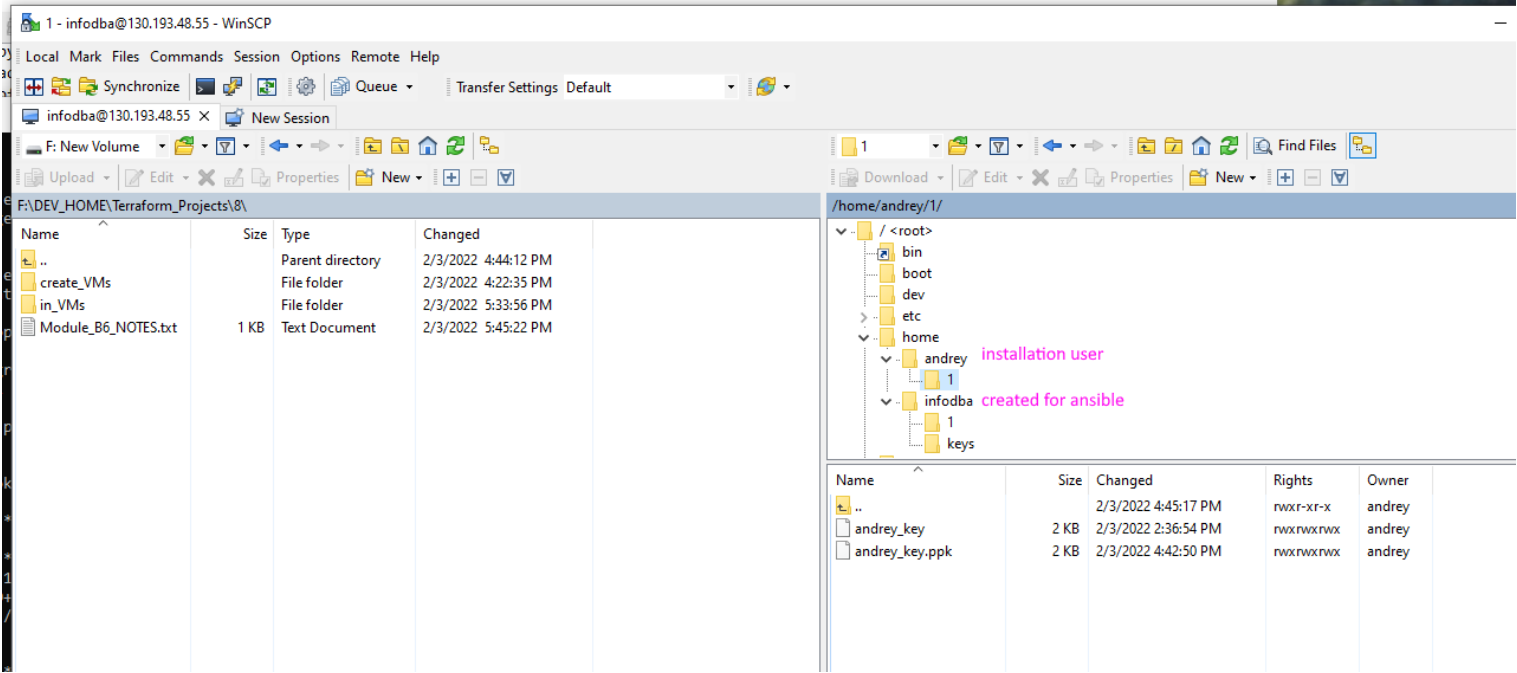 1 - infodba@130.193.48.55 - WinSCP
Local Mark Files Commands Session Options Remote Help
Synchronize Queue Transfer Settings Default
infodba@130.193.48.55 New Session
F: New Volume
1 Find Files
Upload Edit Properties New
Download Edit Properties New
F:\DEV_HOME\Terraform_Projects\8\
Name Size Type Changed
.. Parent directory 2/3/2022 4:44:12 PM
create_VMs File folder 2/3/2022 4:22:35 PM
in_VMs File folder 2/3/2022 5:33:56 PM
Module_B6_NOTES.txt 1 KB Text Document 2/3/2022 5:45:22 PM
/home/andrey/1/
/ <root>
bin
boot
dev
etc
home
andrey installation user
1
infodba created for ansible
1
keys
Name Size Changed Rights Owner
.. 2/3/2022 4:45:17 PM rwxr-xr-x andrey
andrey_key 2 KB 2/3/2022 2:36:54 PM rwxrwxrwx andrey
andrey_key.ppk 2 KB 2/3/2022 4:42:50 PM rwxrwxrwx andrey